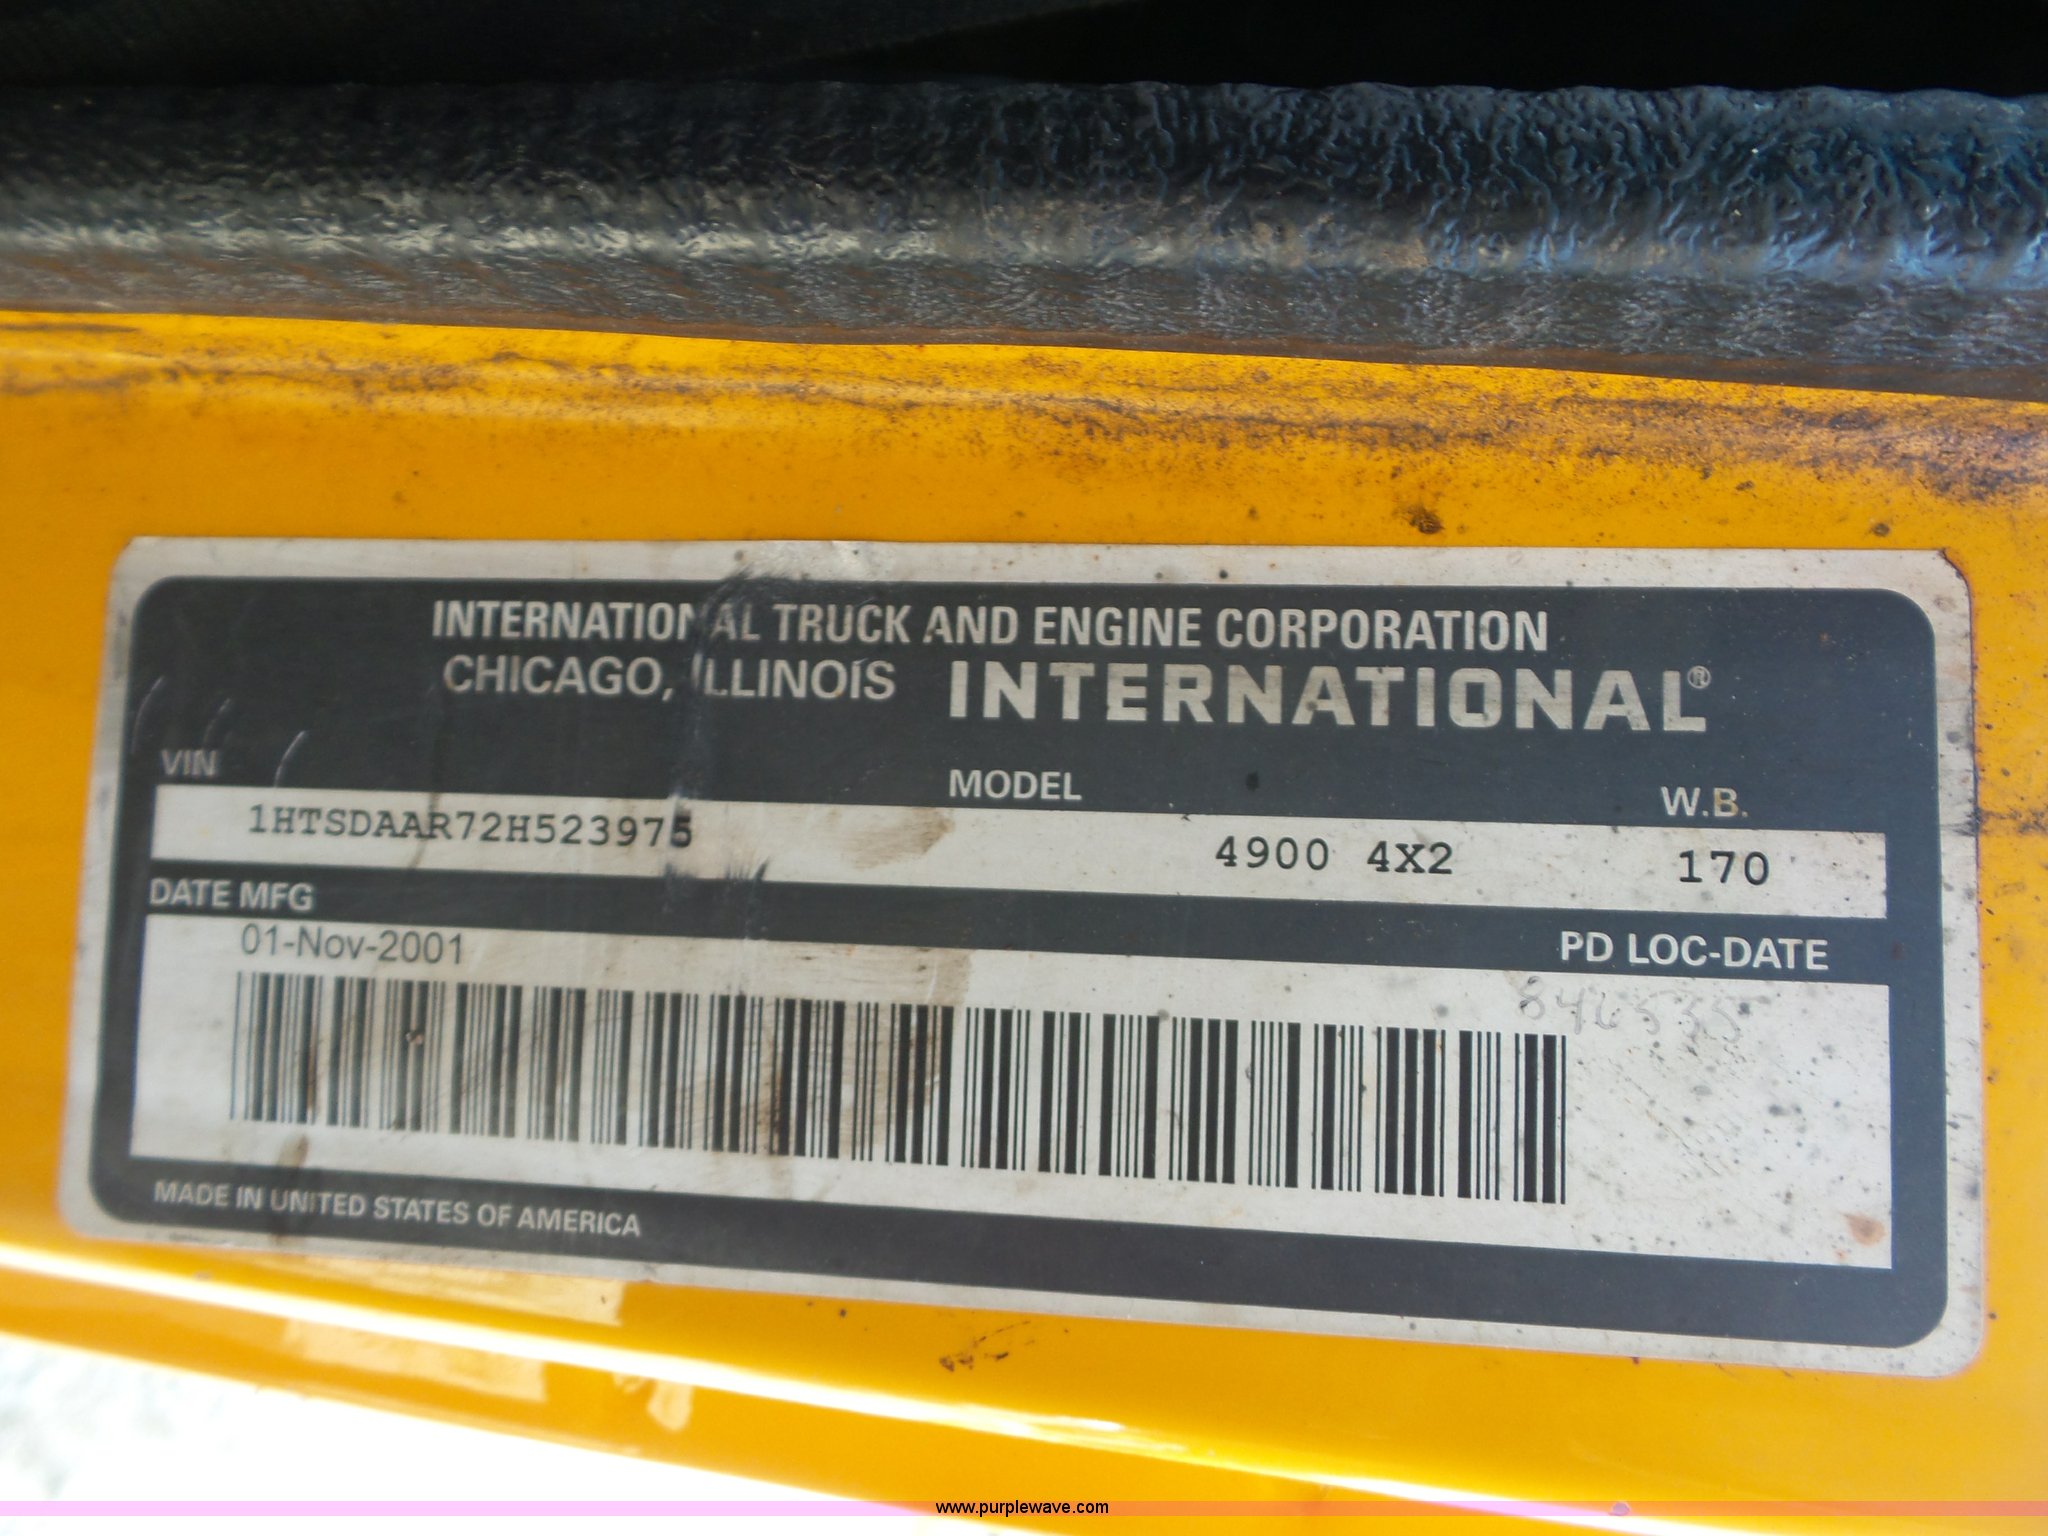 INTERNATIONAL TRUCK AND ENGINE CORPORATION
CHICAGO, ILLINOIS INTERNATIONAL®
VIN MODEL W.B.
1HTSDAAR72H523975 4900 4X2 170
DATE MFG PD LOC-DATE
01-Nov-2001
846535
MADE IN UNITED STATES OF AMERICA
www.purplewave.com